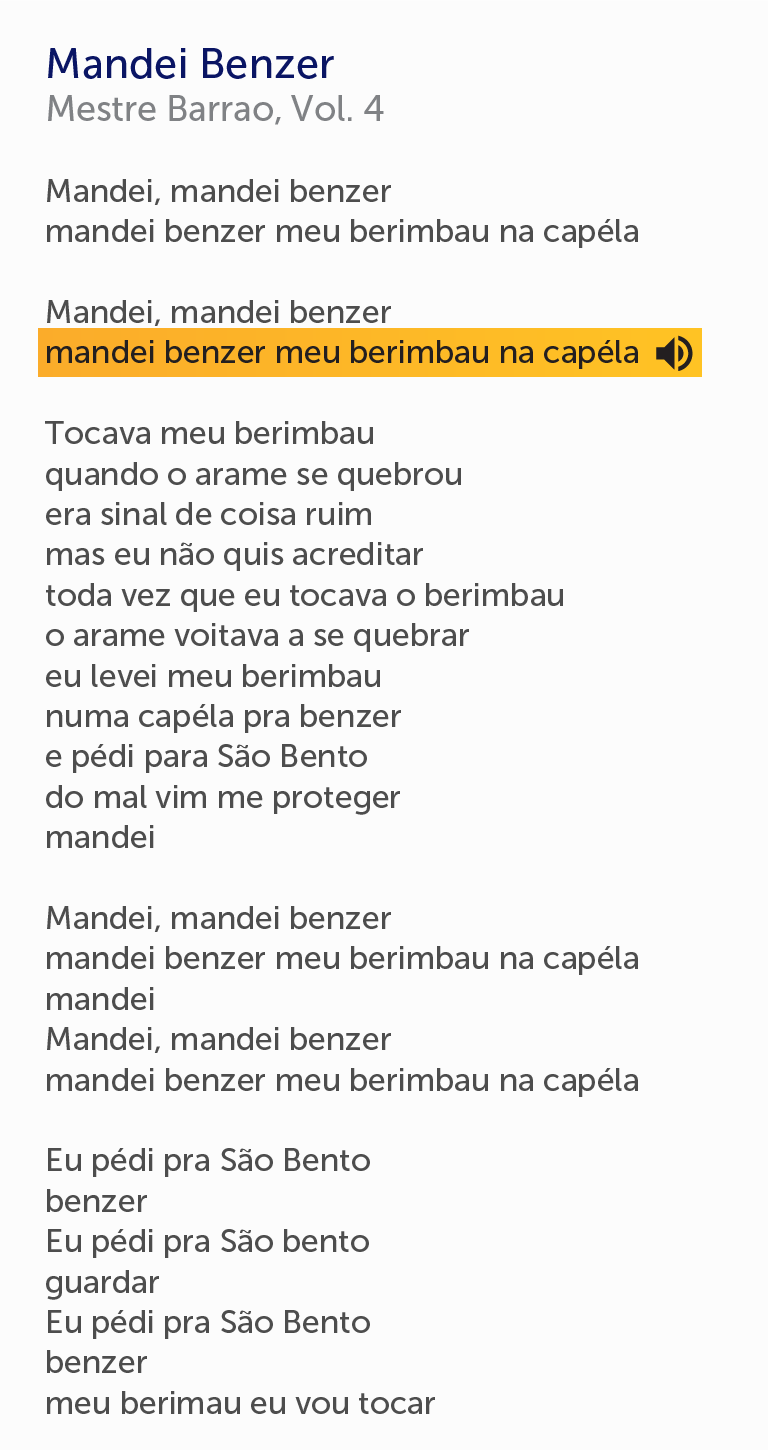 Mandei Benzer
Mestre Barrao, Vol. 4
Mandei, mandei benzer
mandei benzer meu berimbau na capéla
Mandei, mandei benzer
mandei benzer meu berimbau na capéla
Tocava meu berimbau
quando o arame se quebrou
era sinal de coisa ruim
mas eu não quis acreditar
toda vez que eu tocava o berimbau
o arame voitava a se quebrar
eu levei meu berimbau
numa capéla pra benzer
e pédi para São Bento
do mal vim me proteger
mandei
Mandei, mandei benzer
mandei benzer meu berimbau na capéla
mandei
Mandei, mandei benzer
mandei benzer meu berimbau na capéla
Eu pédi pra São Bento
benzer
Eu pédi pra São bento
guardar
Eu pédi pra São Bento
benzer
meu berimau eu vou tocar